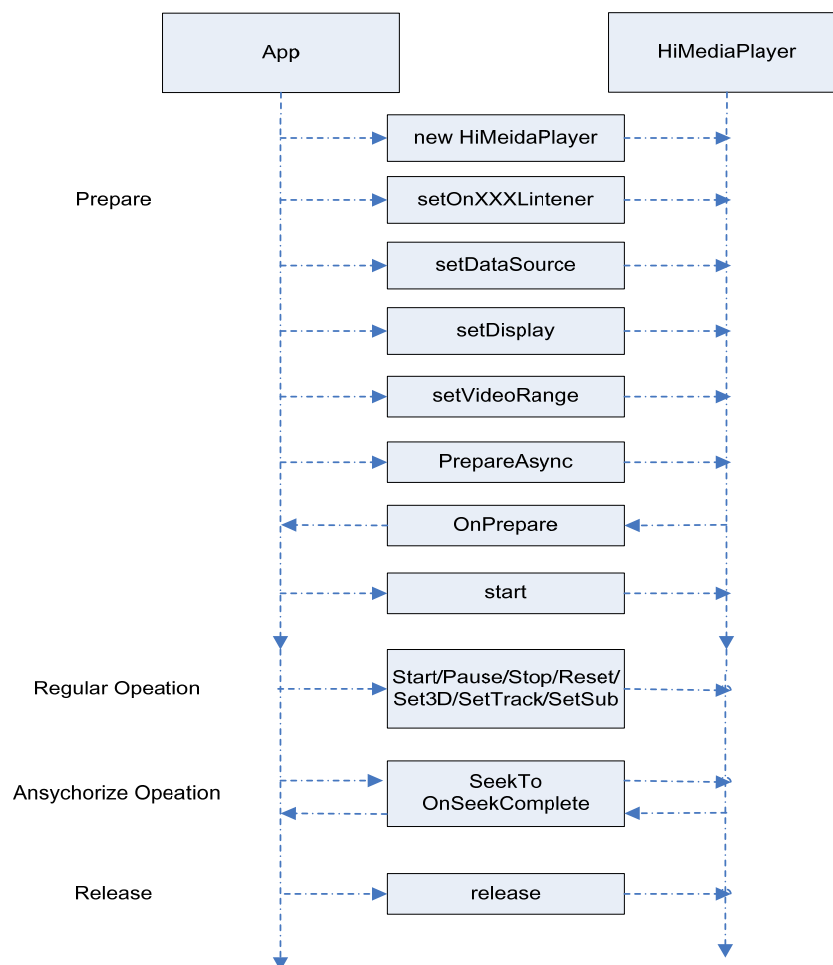 App
HiMediaPlayer
new HiMeidaPlayer
Prepare
setOnXXXLintener
setDataSource
setDisplay
setVideoRange
PrepareAsync
OnPrepare
start
Regular Opeation
Start/Pause/Stop/Reset/
Set3D/SetTrack/SetSub
Ansychorize Opeation
SeekTo
OnSeekComplete
Release
release